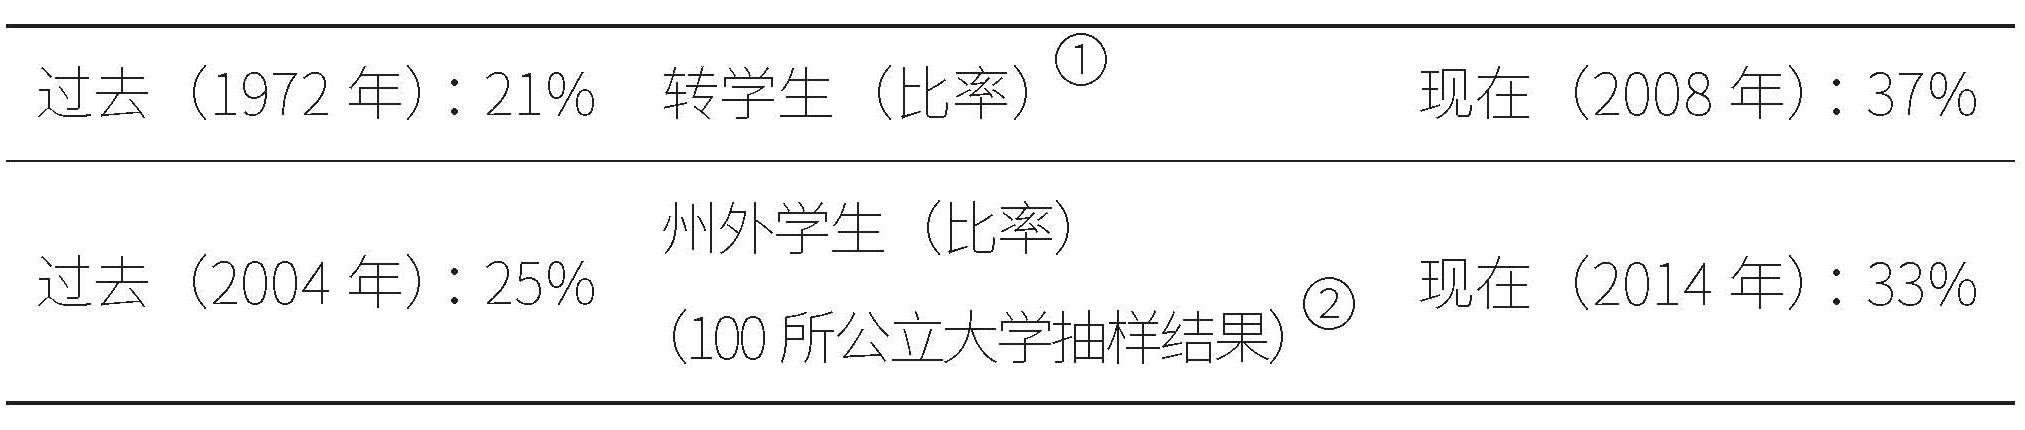 过去（1972 年）：21% 转学生（比率）① 现在（2008 年）：37%
州外学生（比率）
过去（2004 年）：25% 现在（2014 年）：33%
（100 所公立大学抽样结果）②